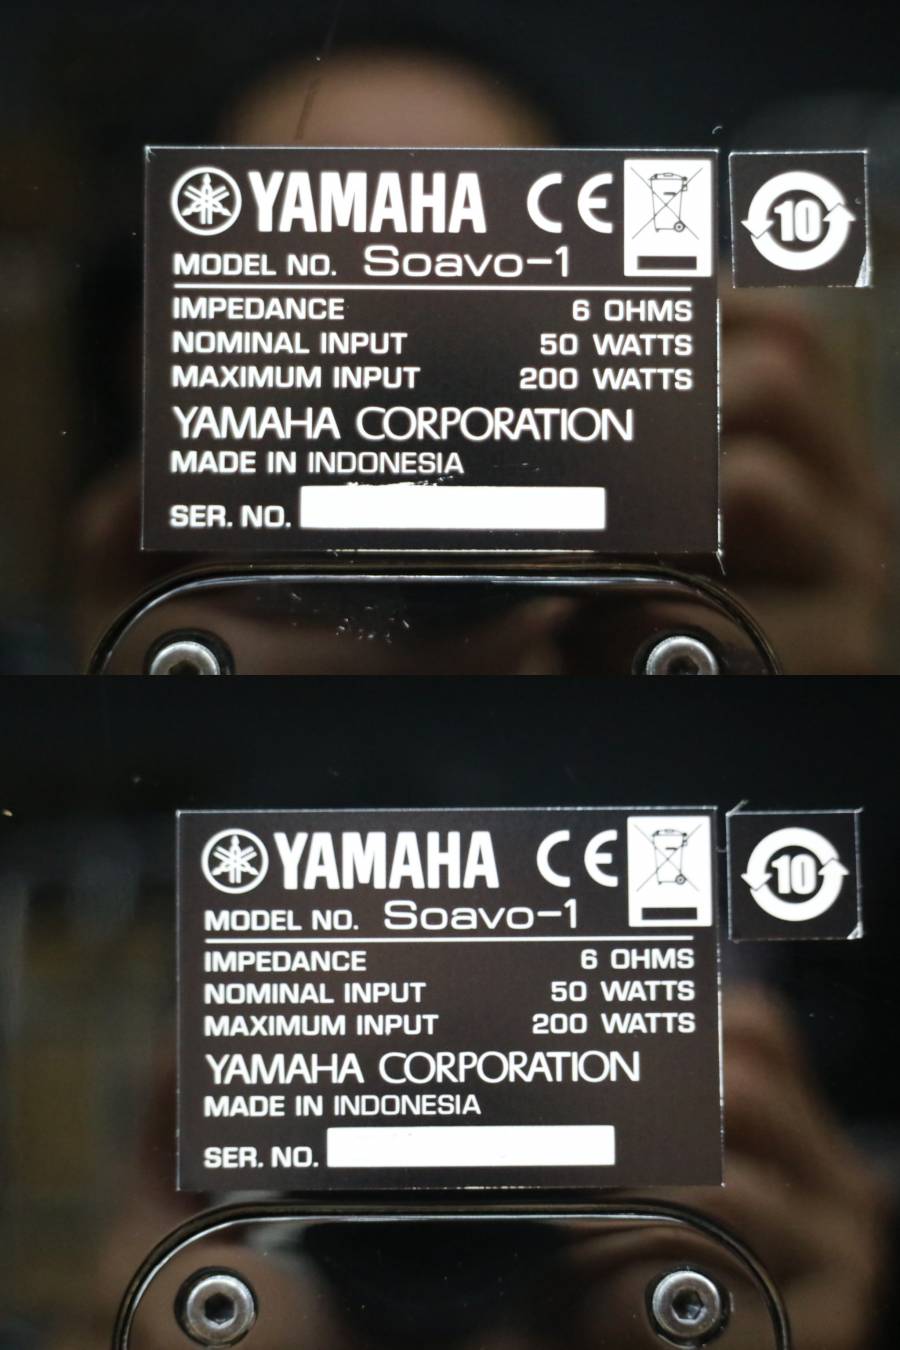 YAMAHA CE
10
MODEL NO. Soavo-1
IMPEDANCE 6 OHMS
NOMINAL INPUT 50 WATTS
MAXIMUM INPUT 200 WATTS
YAMAHA CORPORATION
MADE IN INDONESIA
SER. NO.
YAMAHA CE
10
MODEL NO. Soavo-1
IMPEDANCE 6 OHMS
NOMINAL INPUT 50 WATTS
MAXIMUM INPUT 200 WATTS
YAMAHA CORPORATION
MADE IN INDONESIA
SER. NO.